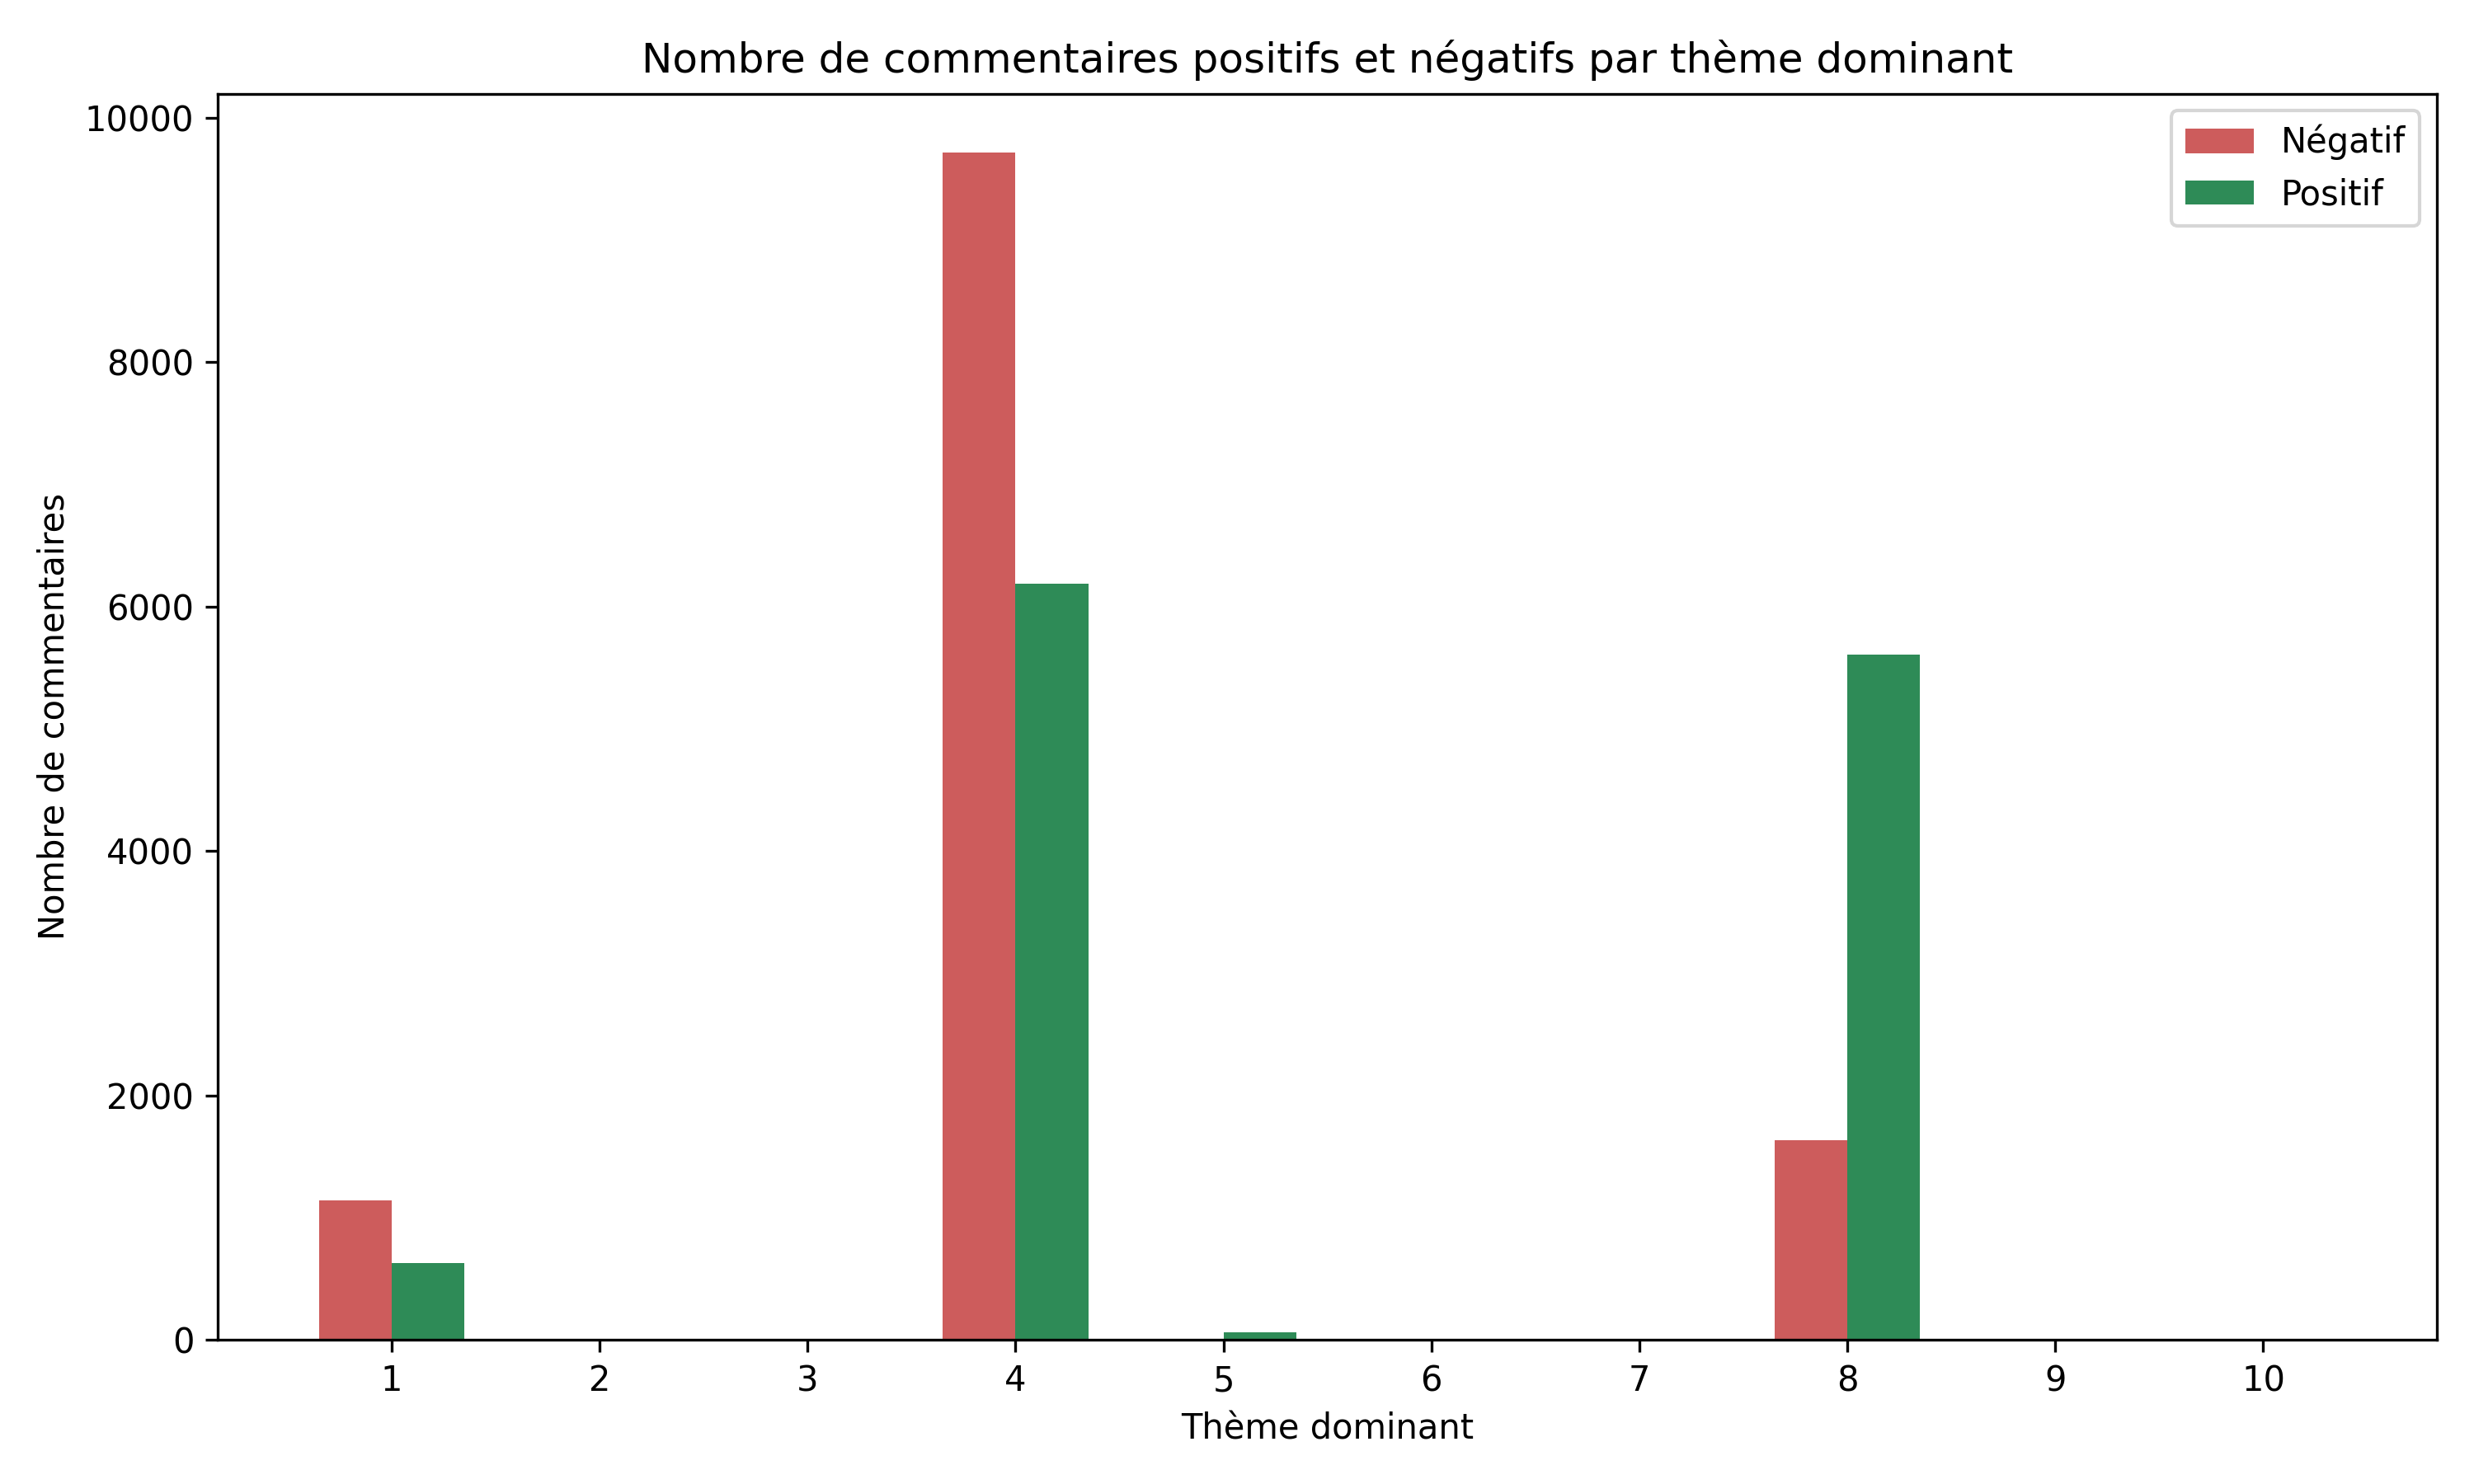 Nombre de commentaires positifs et négatifs par thème dominant
Négatif
Positif
Nombre de commentaires
10000
8000
6000
4000
2000
0
1 2 3 4 5 6 7 8 9 10
Thème dominant